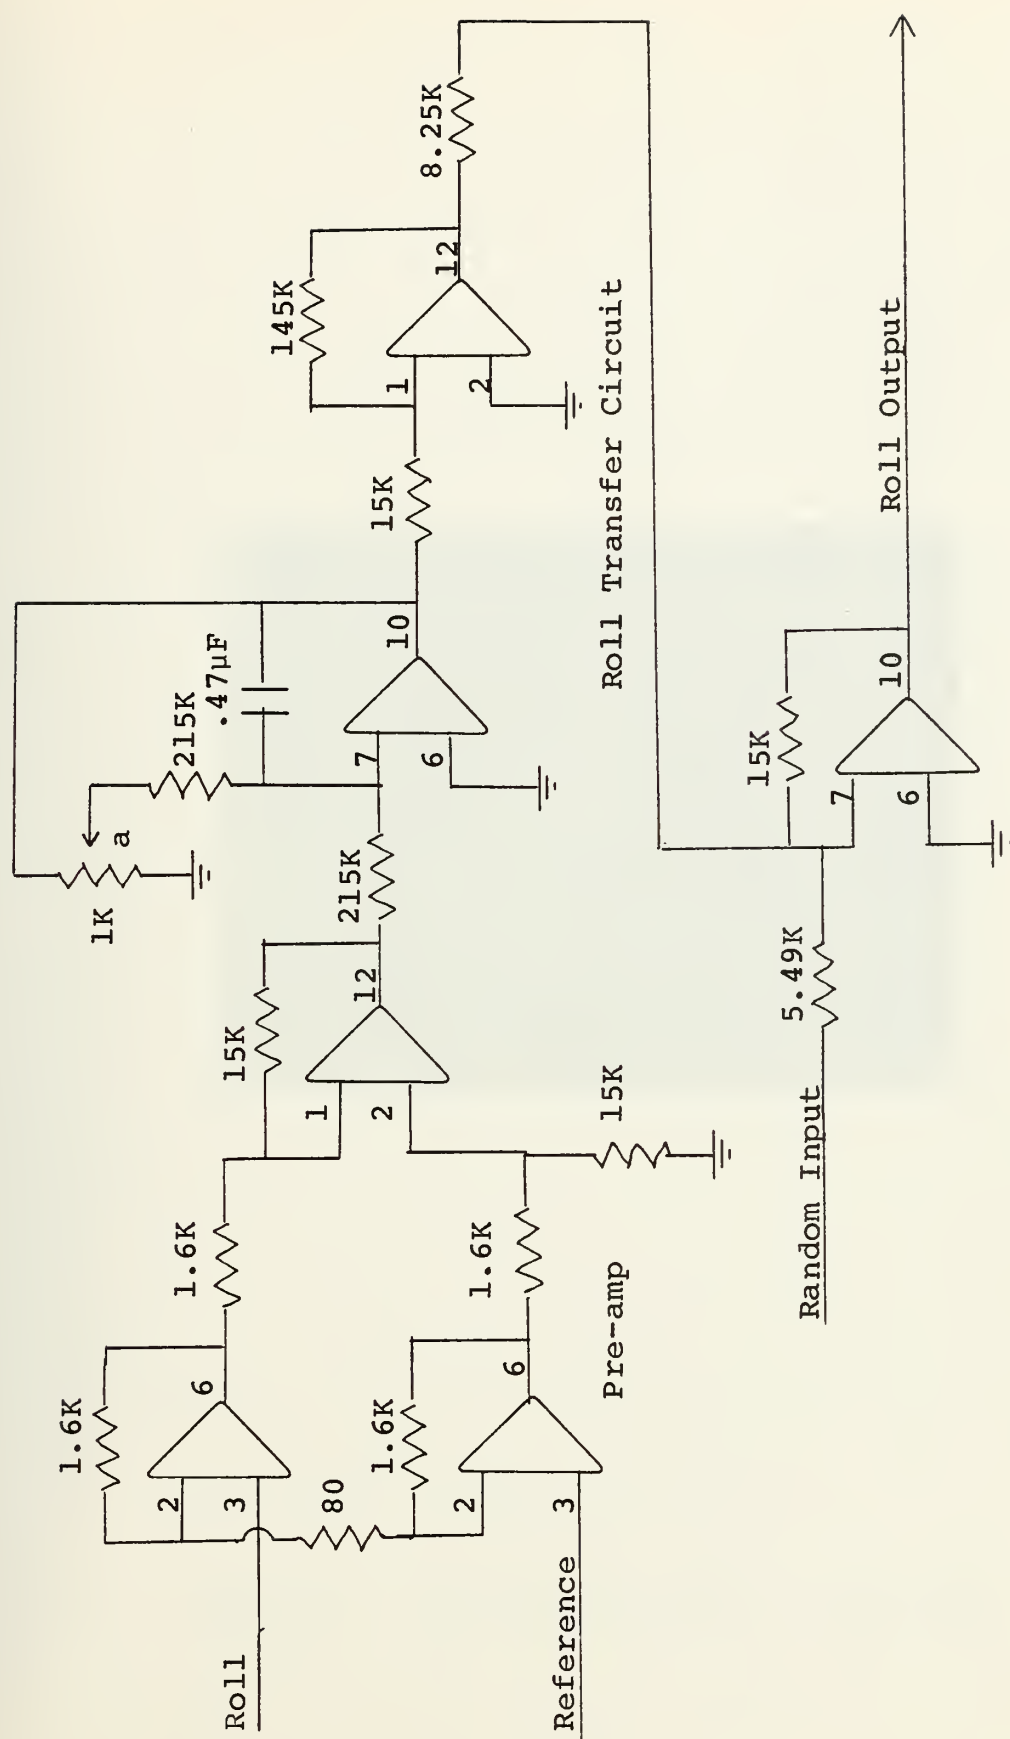 Roll
2
3
1.6K
6
80
Reference
2
3
1.6K
6
1.6K
1.6K
Pre-amp
15K
1
2
12
15K
215K
1K
a
215K
.47µF
7
6
10
15K
145K
1
2
12
8.25K
Roll Transfer Circuit
Random Input
5.49K
15K
7
6
10
Roll Output